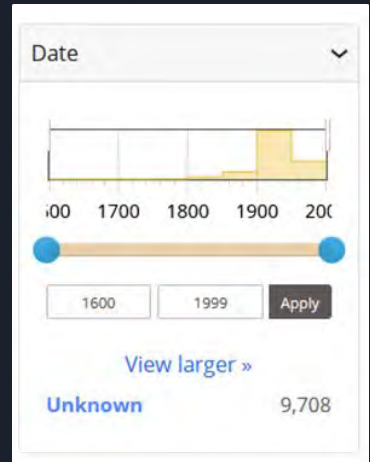 Date
1700 1800 1900
1600 1999 Apply
View larger »
Unknown 9,708